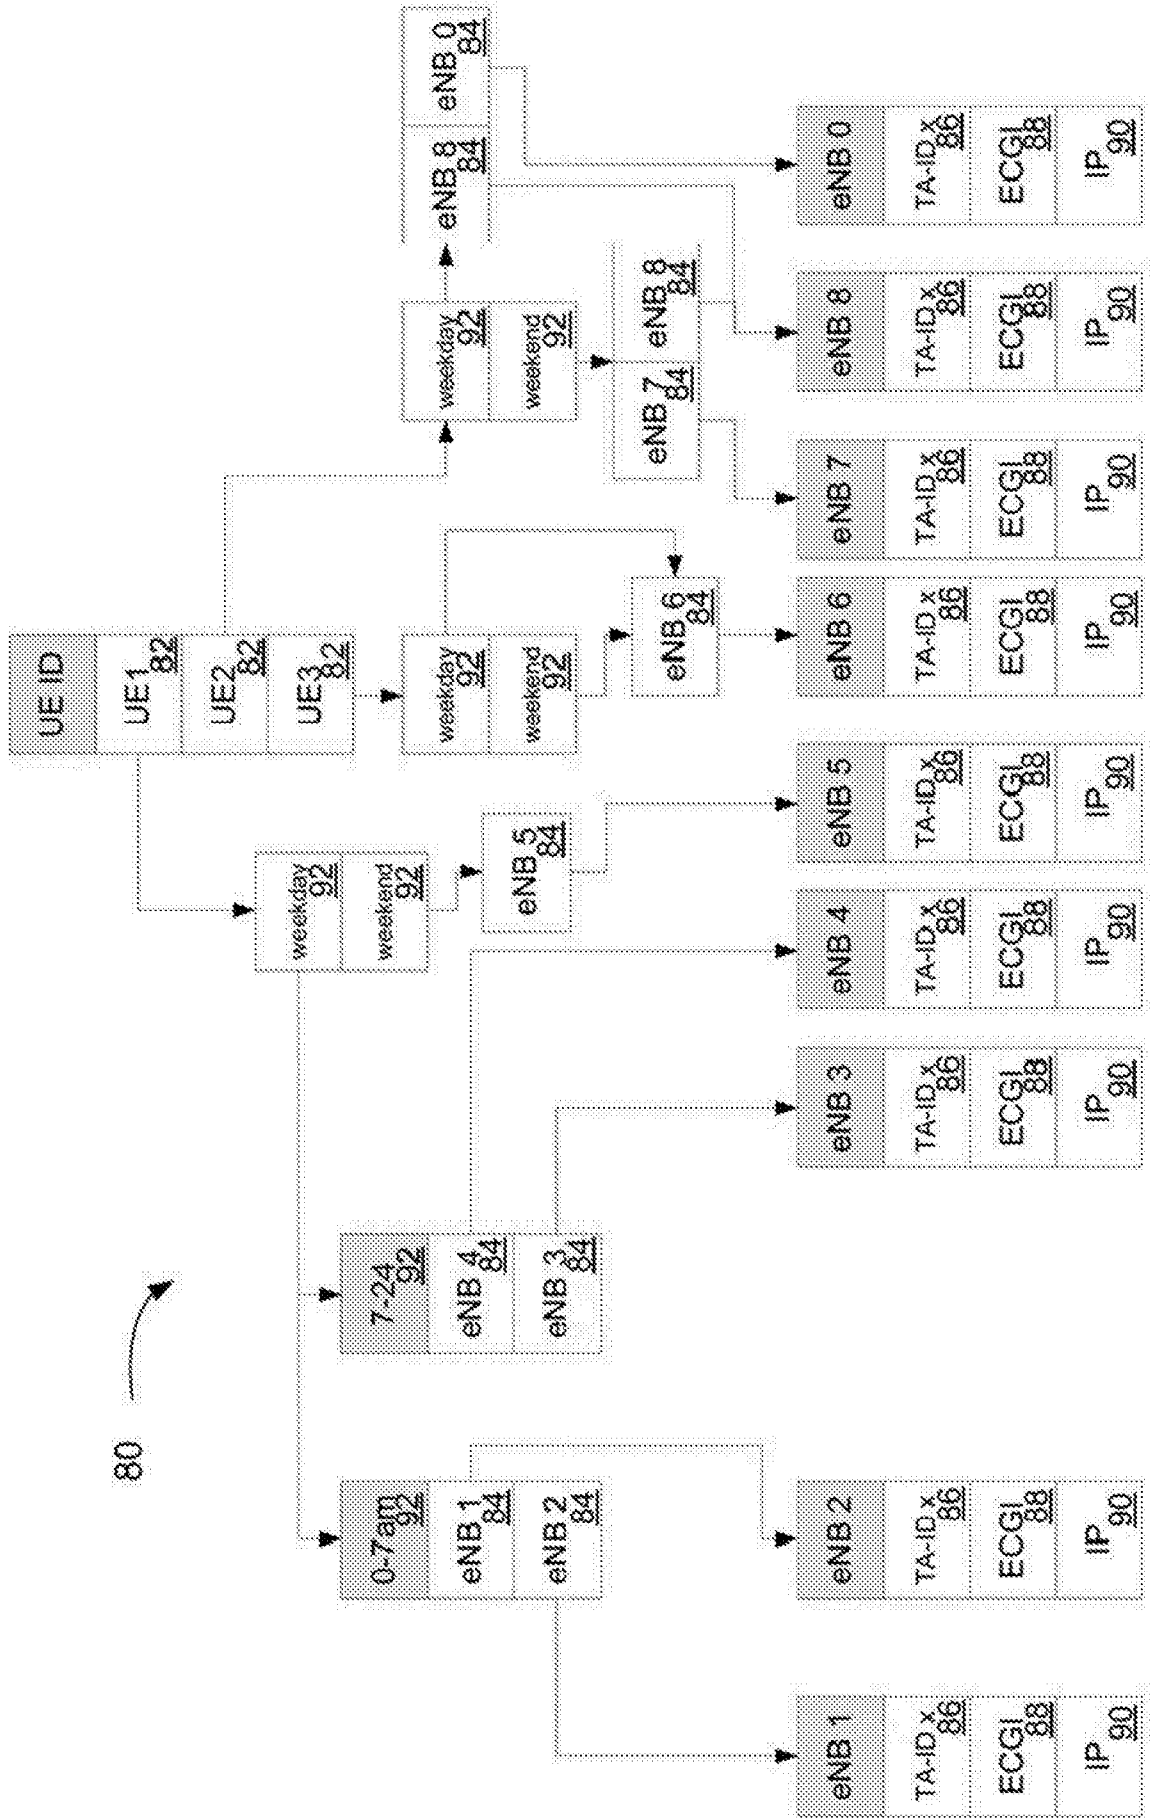 80
UE ID
UE1
82
UE2
82
UE3
82
weekday
92
weekend
92
weekday
92
weekend
92
weekday
92
weekend
92
eNB 8
84
eNB 0
84
0-7am
92
eNB 1
84
eNB 2
84
7-24
92
eNB 4
84
eNB 3
84
eNB 5
84
eNB 6
84
eNB 7
84
eNB 8
84
eNB 1
TA-ID x
86
ECGI
88
IP
90
eNB 2
TA-ID x
86
ECGI
88
IP
90
eNB 3
TA-ID x
86
ECGI
88
IP
90
eNB 4
TA-ID x
86
ECGI
88
IP
90
eNB 5
TA-ID x
86
ECGI
88
IP
90
eNB 6
TA-ID x
86
ECGI
88
IP
90
eNB 7
TA-ID x
86
ECGI
88
IP
90
eNB 8
TA-ID x
86
ECGI
88
IP
90
eNB 0
TA-ID x
86
ECGI
88
IP
90